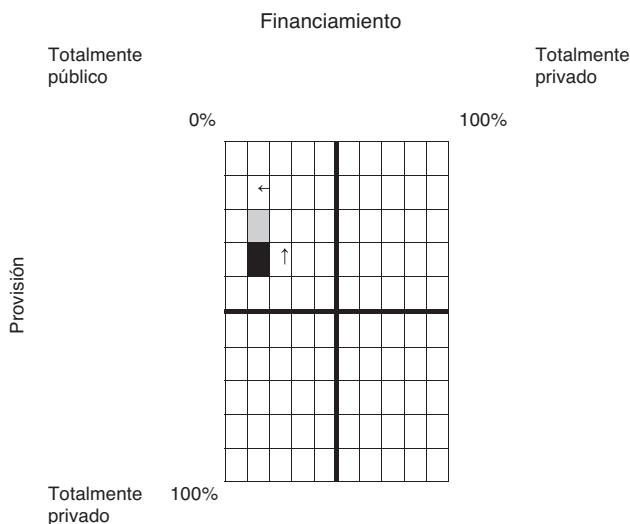 Financiamiento
Totalmente
público
Totalmente
privado
0%
100%
←
↑
Provisión
Totalmente
privado
100%